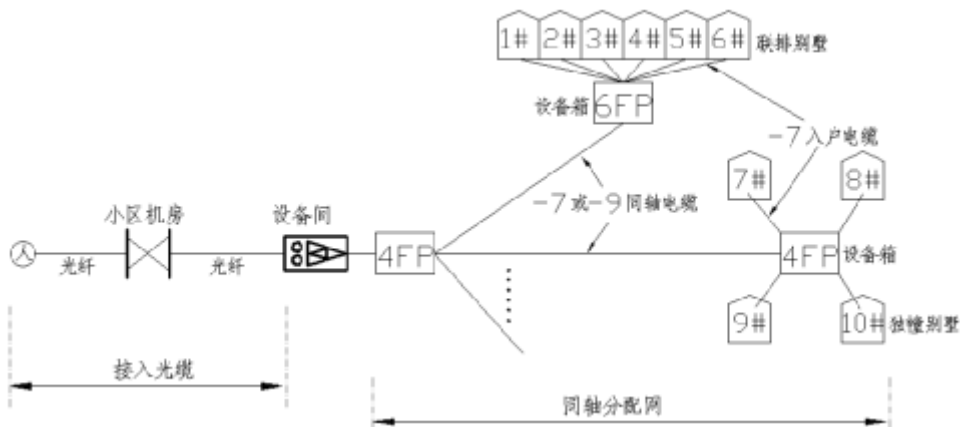 1# 2# 3# 4# 5# 6# 联排别墅
设备箱 6FP
-7入户电缆
7# 8#
-7或-9同轴电缆
小区机房 设备间
入 光纤 光纤 4FP 4FP 设备箱
9# 10# 独幢别墅
接入光缆
同轴分配网